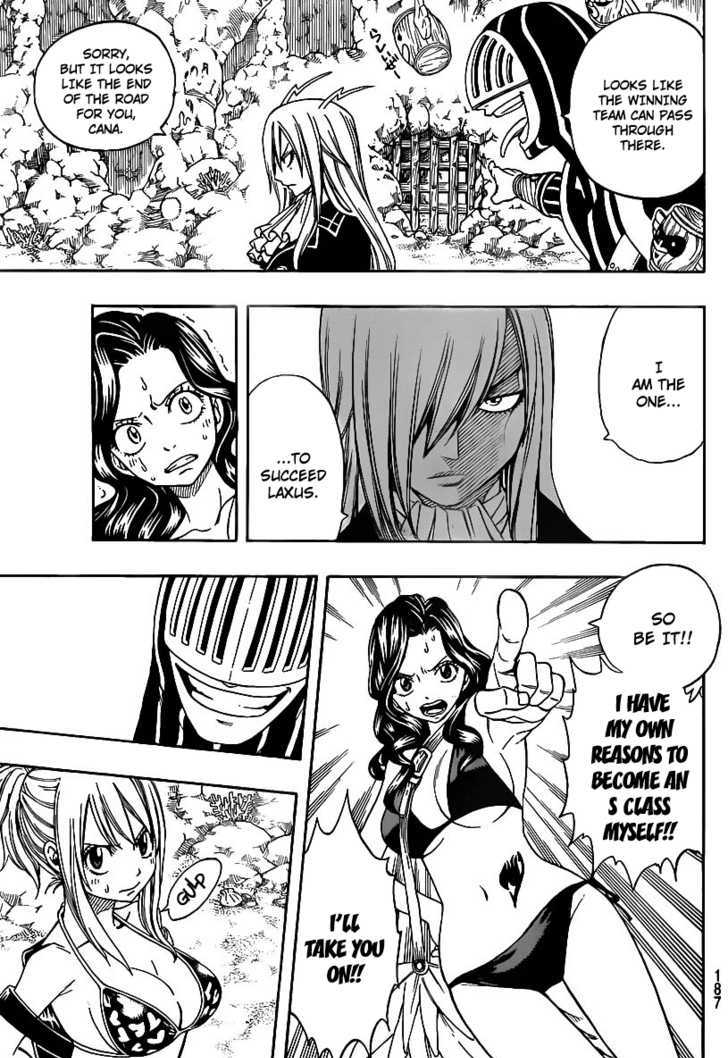 LOOKS LIKE
THE WINNING
TEAM CAN PASS
THROUGH
THERE.
SORRY,
BUT IT LOOKS
LIKE THE END
OF THE ROAD
FOR YOU,
CANA.
I
AM THE
ONE...
...TO
SUCCEED
LAXUS.
SO
BE IT!!
I HAVE
MY OWN
REASONS TO
BECOME AN
S CLASS
MYSELF!!
I'LL
TAKE YOU
ON!!
GULP
187